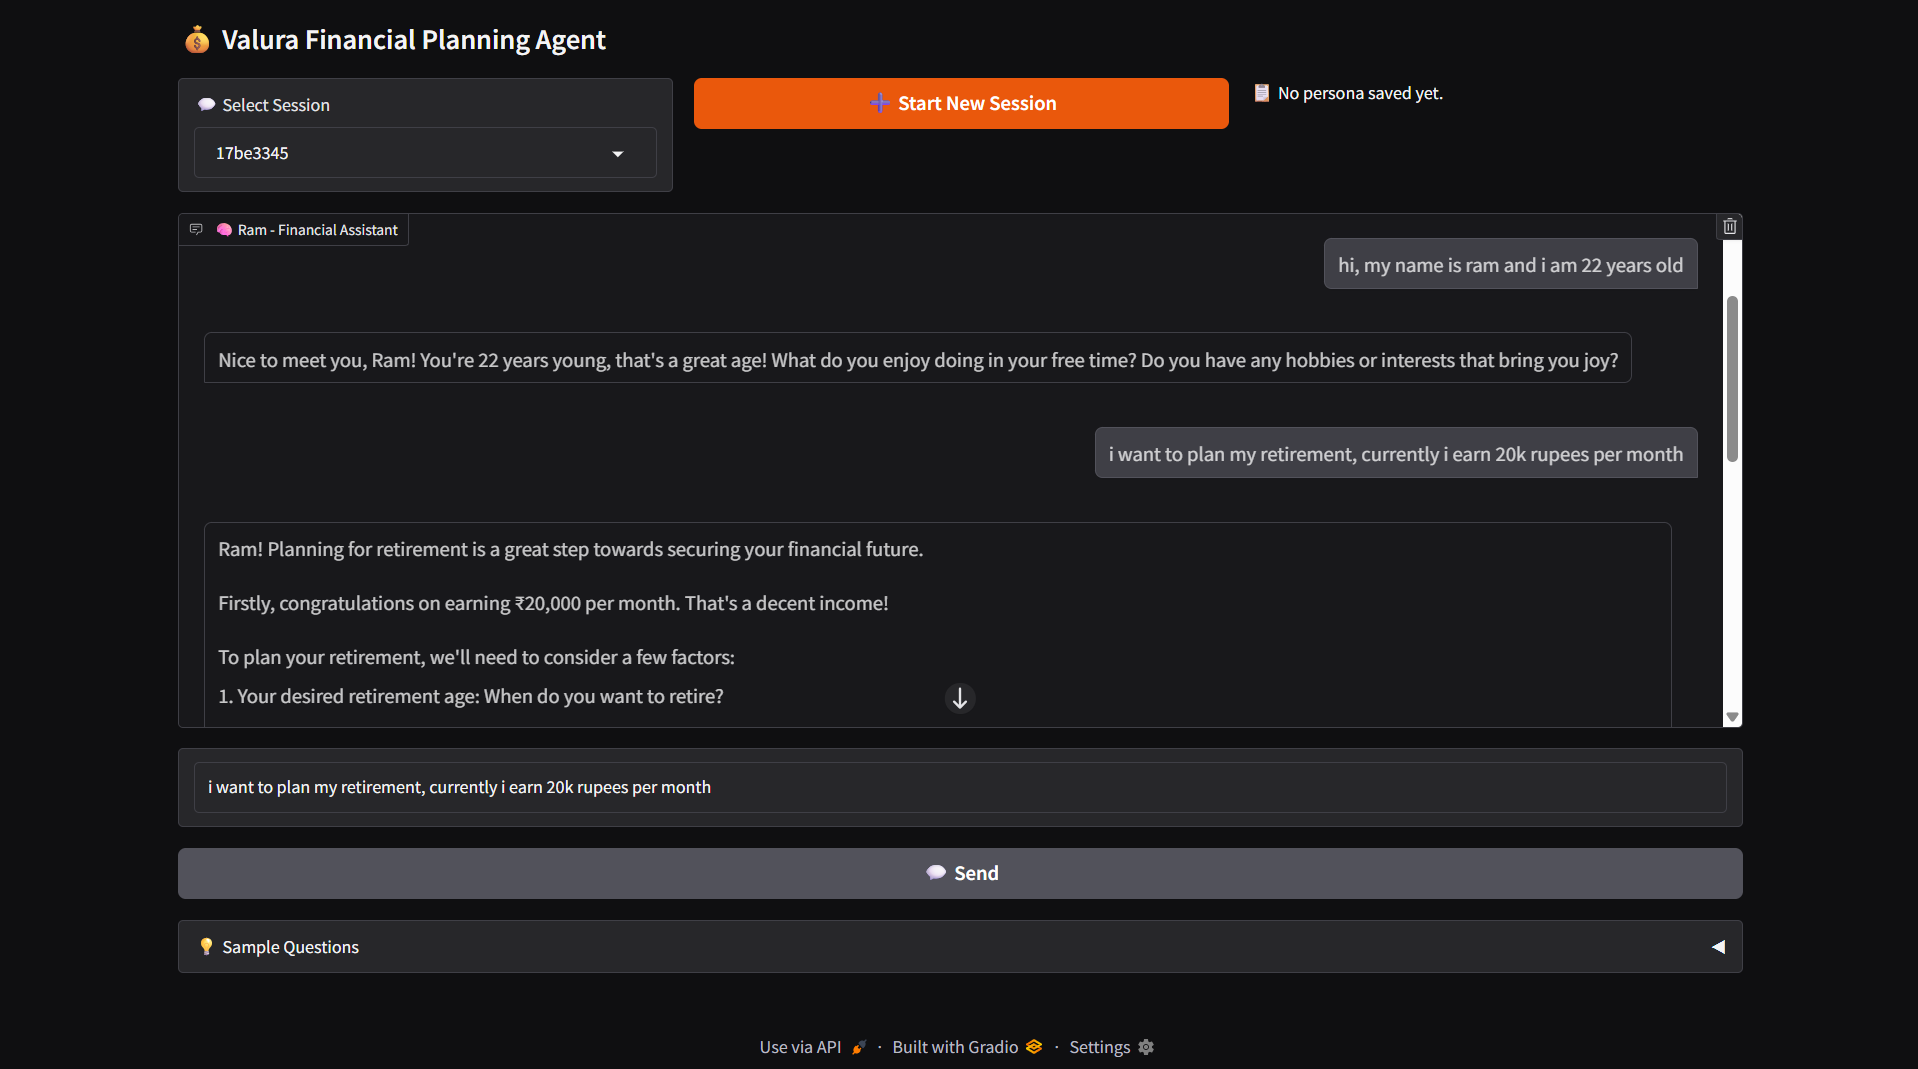 Valura Financial Planning Agent
Select Session
17be3345
Start New Session
No persona saved yet.
Ram - Financial Assistant
hi, my name is ram and i am 22 years old
Nice to meet you, Ram! You're 22 years young, that's a great age! What do you enjoy doing in your free time? Do you have any hobbies or interests that bring you joy?
i want to plan my retirement, currently i earn 20k rupees per month
Ram! Planning for retirement is a great step towards securing your financial future.
Firstly, congratulations on earning ₹20,000 per month. That's a decent income!
To plan your retirement, we'll need to consider a few factors:
1. Your desired retirement age: When do you want to retire?
i want to plan my retirement, currently i earn 20k rupees per month
Send
Sample Questions
Use via API · Built with Gradio · Settings